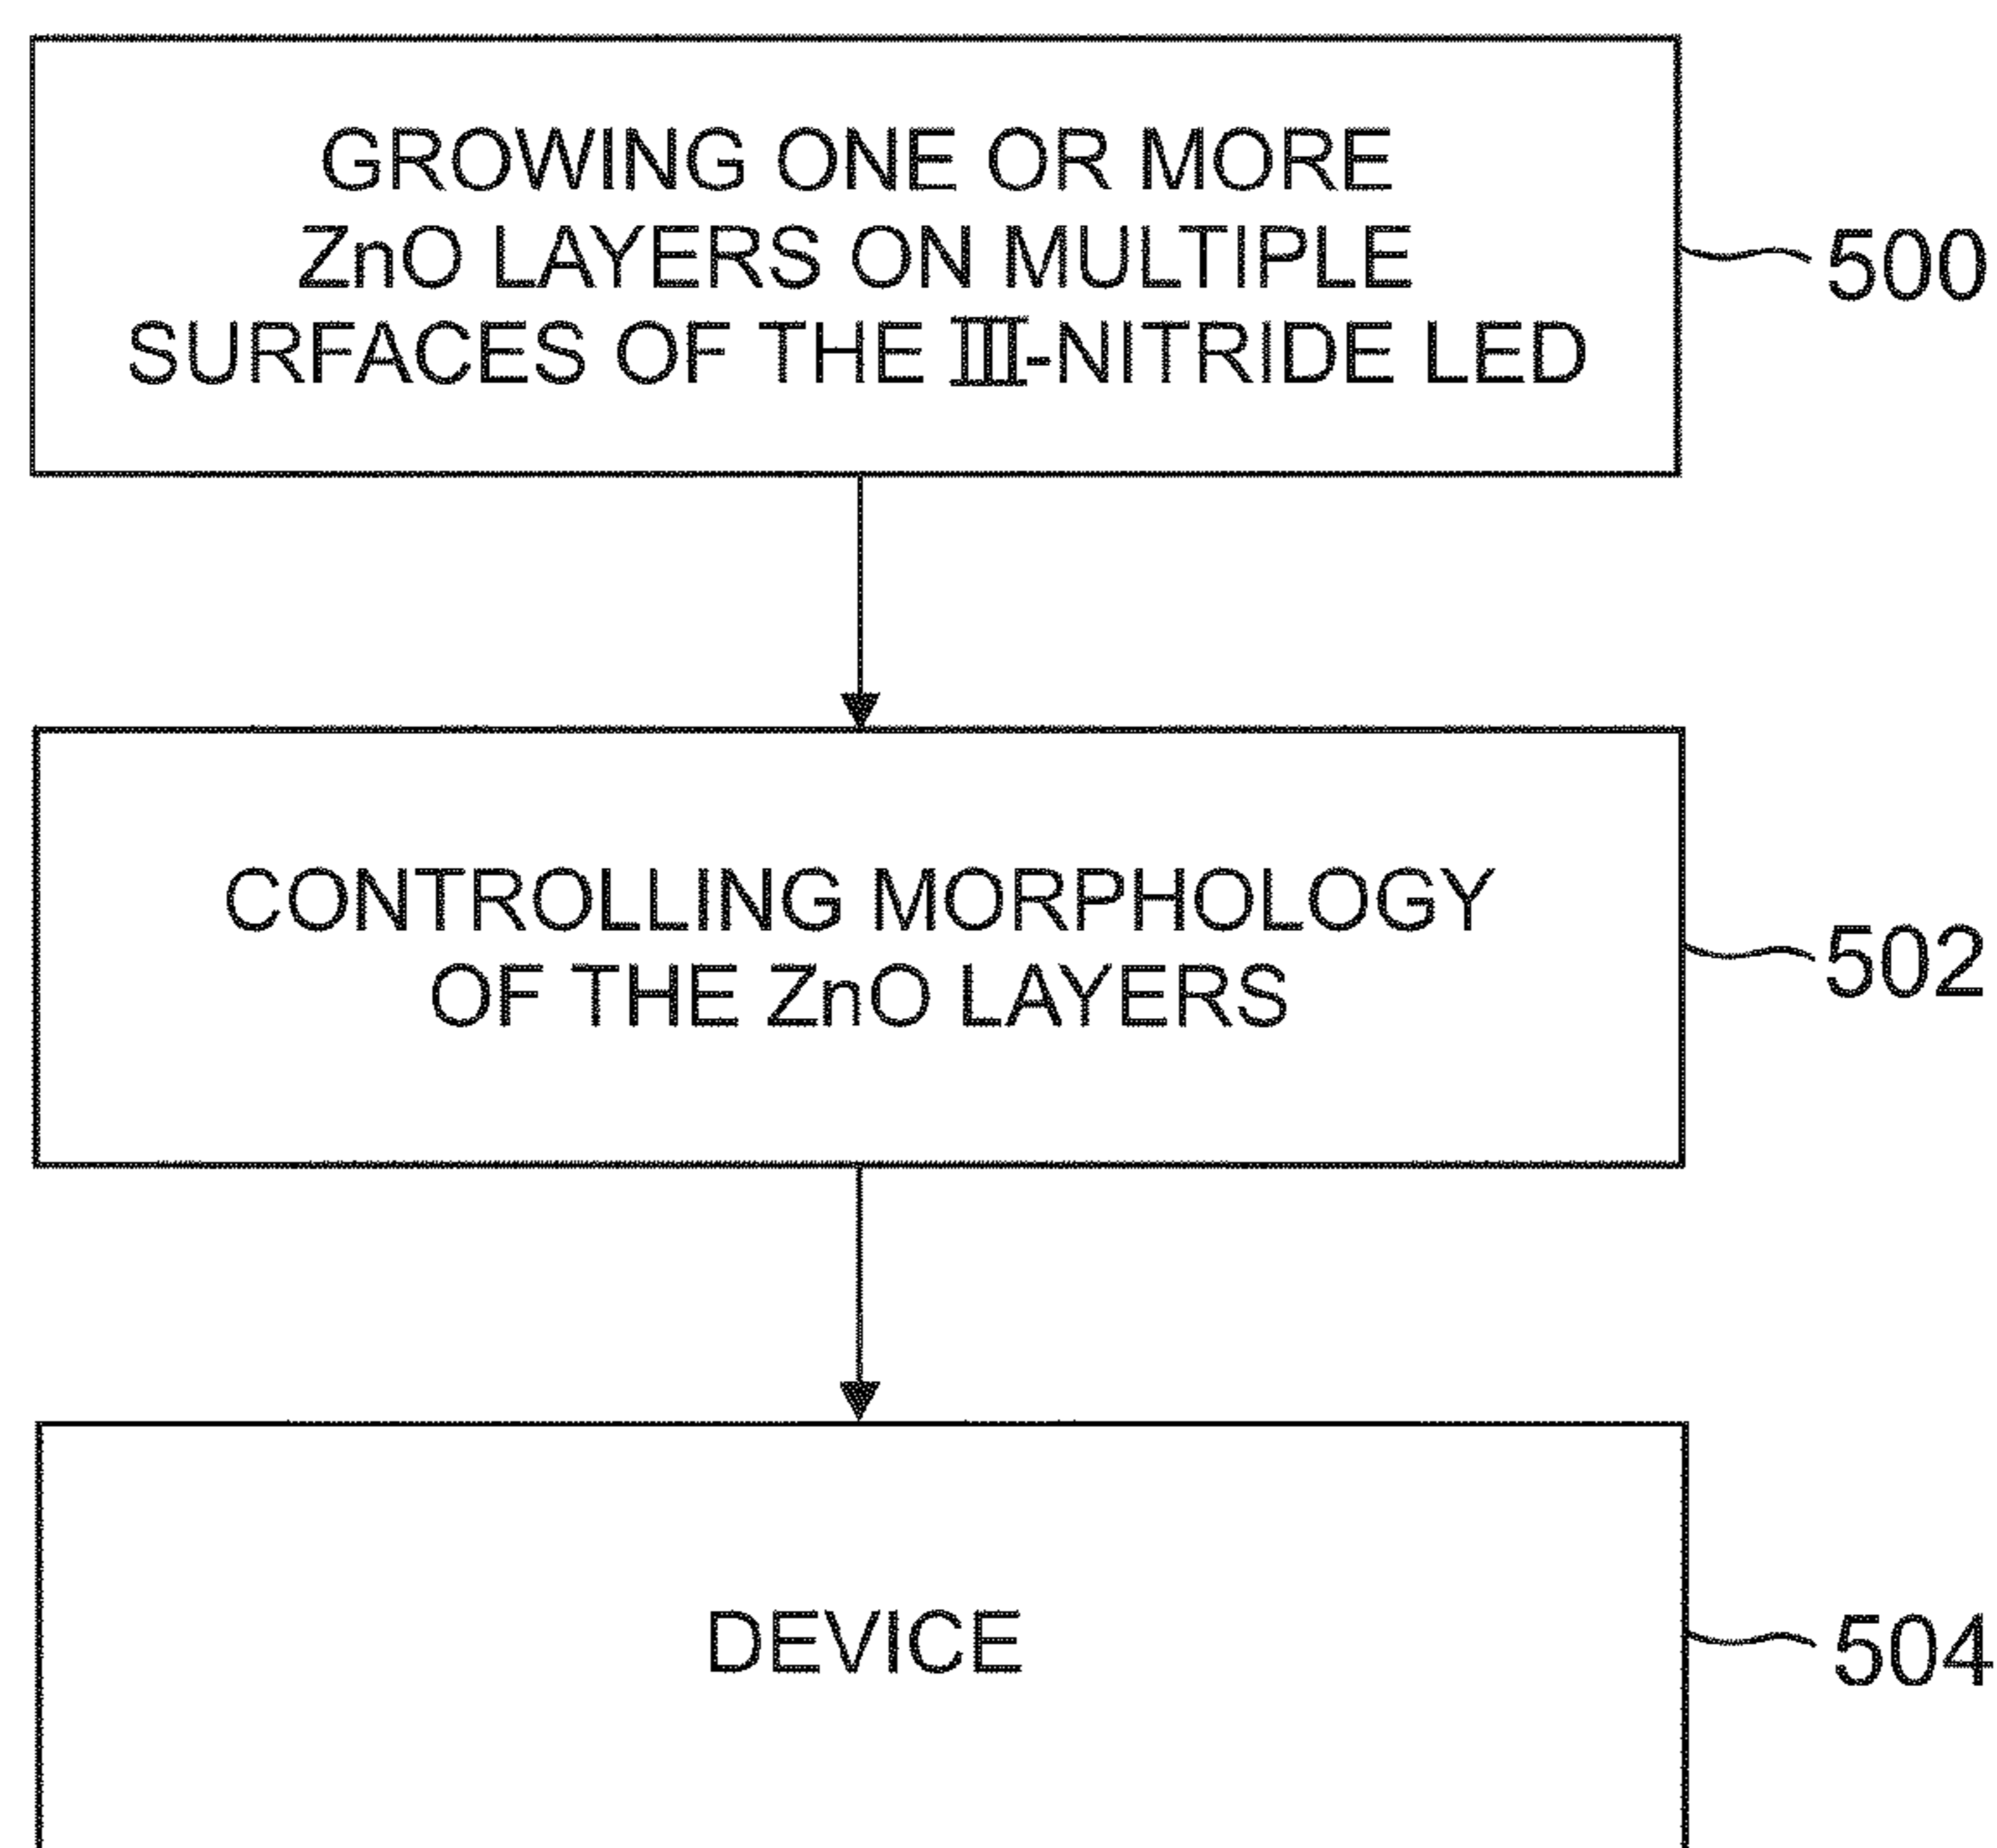 GROWING ONE OR MORE
ZnO LAYERS ON MULTIPLE
SURFACES OF THE III-NITRIDE LED
500
CONTROLLING MORPHOLOGY
OF THE ZnO LAYERS
502
DEVICE
504